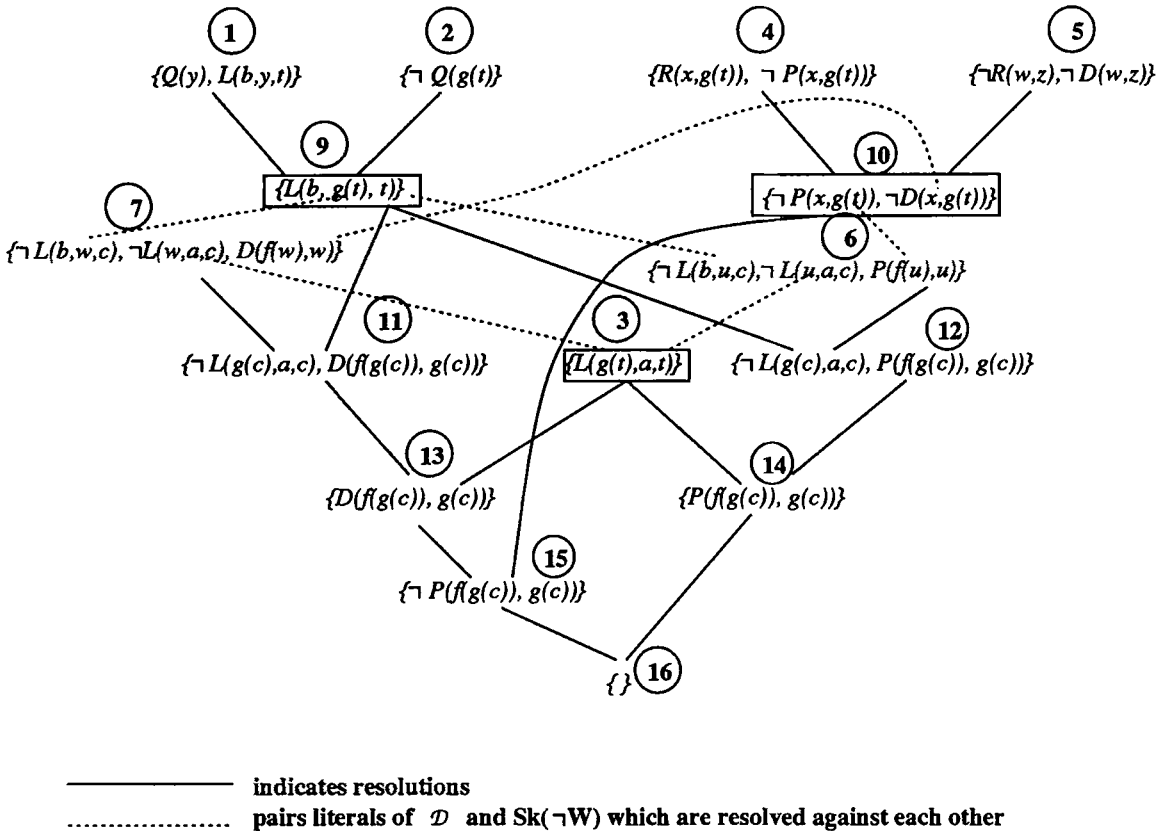 1 2 4 5
{Q(y), L(b,y,t)} {¬ Q(g(t)} {R(x,g(t)), ¬ P(x,g(t))} {¬R(w,z),¬ D(w,z)}
9 10
{L(b, g(t), t)} {¬ P(x,g(t)), ¬D(x,g(t))}
7 6
{¬ L(b,w,c), ¬L(w,a,c), D(f(w),w)} {¬ L(b,u,c),¬ L(u,a,c), P(f(u),u)}
11 3 12
{¬ L(g(c),a,c), D(f(g(c)), g(c))} {L(g(t),a,t)} {¬ L(g(c),a,c), P(f(g(c)), g(c))}
13 14
{D(f(g(c)), g(c))} {P(f(g(c)), g(c))}
15
{¬ P(f(g(c)), g(c))}
{ } 16
indicates resolutions
pairs literals of 𝒟 and Sk(¬W) which are resolved against each other